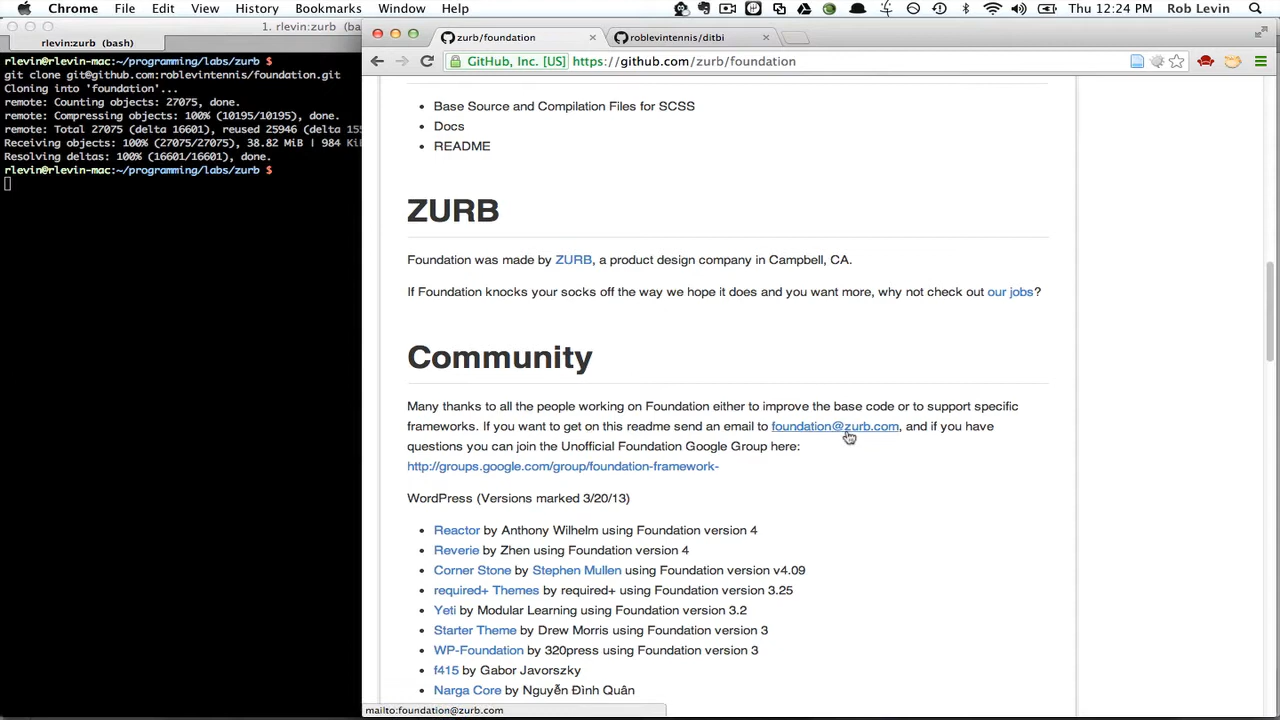 Chrome File Edit View History Bookmarks Window Help Thu 12:24 PM Rob Levin
1. rlevin:zurb (ba
rlevin:zurb (bash)
rlevin@rlevin-mac:~/programming/labs/zurb $
git clone git@github.com:roblevintennis/foundation.git
Cloning into 'foundation'...
remote: Counting objects: 27075, done.
remote: Compressing objects: 100% (10195/10195), done.
remote: Total 27075 (delta 16601), reused 25946 (delta 155
Receiving objects: 100% (27075/27075), 38.82 MiB | 984 Ki
Resolving deltas: 100% (16601/16601), done.
rlevin@rlevin-mac:~/programming/labs/zurb $
zurb/foundation
roblevintennis/ditbi
GitHub, Inc. [US] https://github.com/zurb/foundation
• Base Source and Compilation Files for SCSS
• Docs
• README
ZURB
Foundation was made by ZURB, a product design company in Campbell, CA.
If Foundation knocks your socks off the way we hope it does and you want more, why not check out our jobs?
Community
Many thanks to all the people working on Foundation either to improve the base code or to support specific
frameworks. If you want to get on this readme send an email to foundation@zurb.com, and if you have
questions you can join the Unofficial Foundation Google Group here:
http://groups.google.com/group/foundation-framework-
WordPress (Versions marked 3/20/13)
• Reactor by Anthony Wilhelm using Foundation version 4
• Reverie by Zhen using Foundation version 4
• Corner Stone by Stephen Mullen using Foundation version v4.09
• required+ Themes by required+ using Foundation version 3.25
• Yeti by Modular Learning using Foundation version 3.2
• Starter Theme by Drew Morris using Foundation version 3
• WP-Foundation by 320press using Foundation version 3
• f415 by Gabor Javorszky
• Narga Core by Nguyễn Đình Quân
mailto:foundation@zurb.com